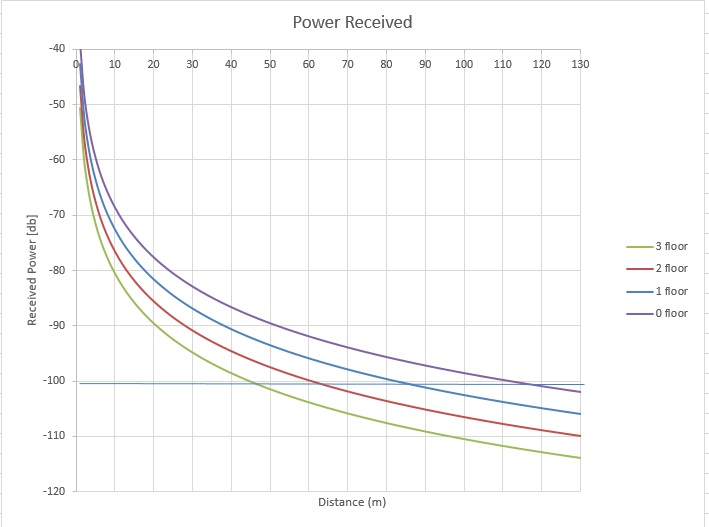 Power Received
-40
0 10 20 30 40 50 60 70 80 90 100 110 120 130
-50
-60
-70
-80
-90
-100
-110
-120
Received Power [db]
Distance (m)
3 floor
2 floor
1 floor
0 floor